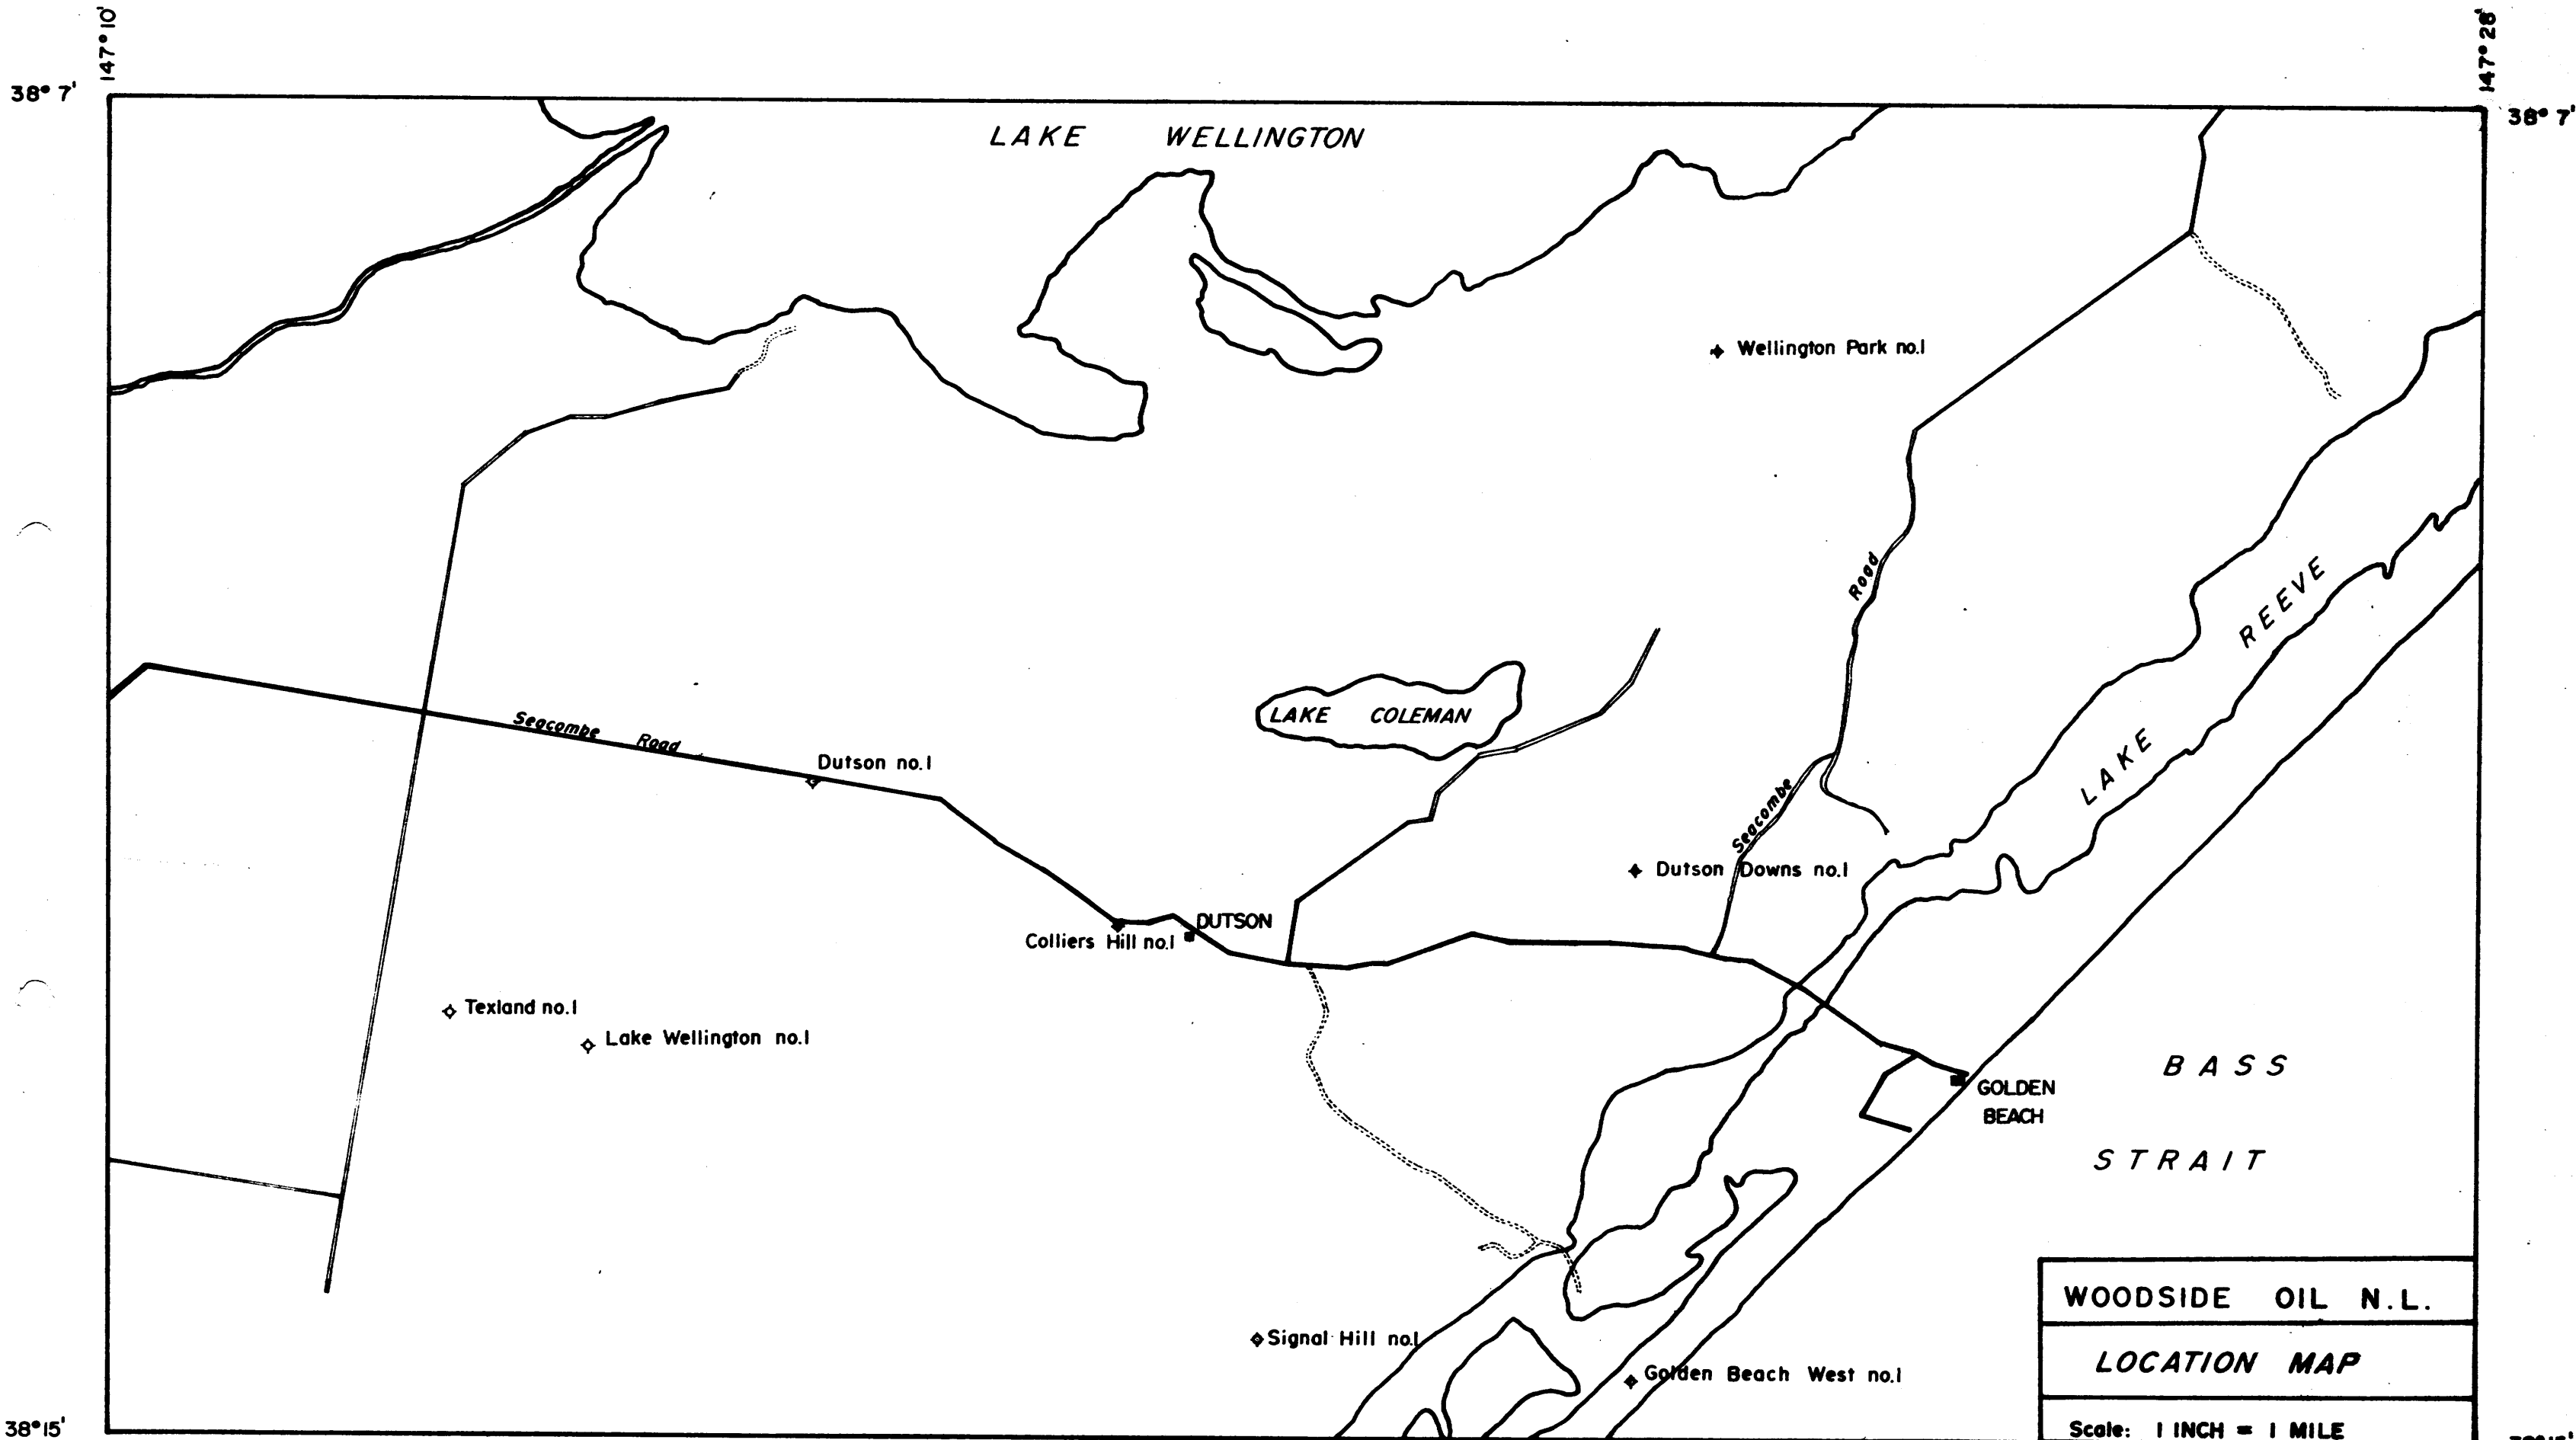 147°10'
147°28'
38°7'
38°7'
LAKE WELLINGTON
Wellington Park no.1
Road
REEVE
LAKE COLEMAN
Seacombe Road
LAKE
Dutson no.1
Seacombe
Dutson Downs no.1
DUTSON
Colliers Hill no.1
Texland no.1
Lake Wellington no.1
BASS
GOLDEN
BEACH
STRAIT
WOODSIDE OIL N.L.
Signal Hill no.1
LOCATION MAP
Golden Beach West no.1
38°15'
Scale: 1 INCH = 1 MILE